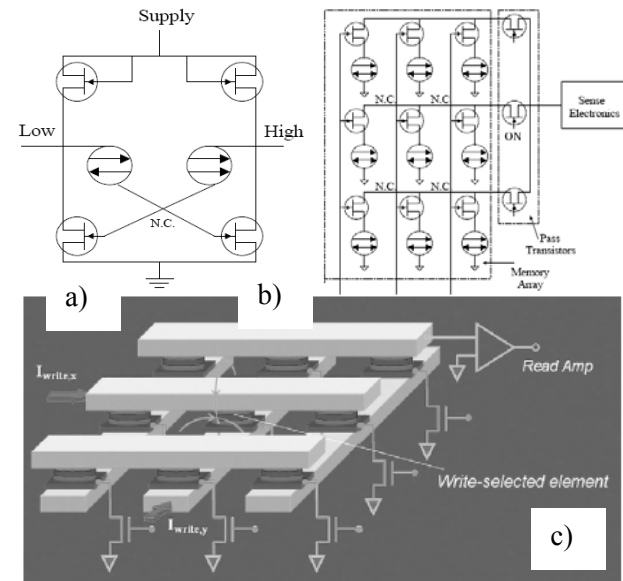 Supply
Low
High
N.C.
a)
N.C.
N.C.
N.C.
N.C.
ON
Sense
Electronics
Pass
Transistors
Memory
Array
b)
Iwrite,x
Read Amp
Write-selected element
Iwrite,y
c)